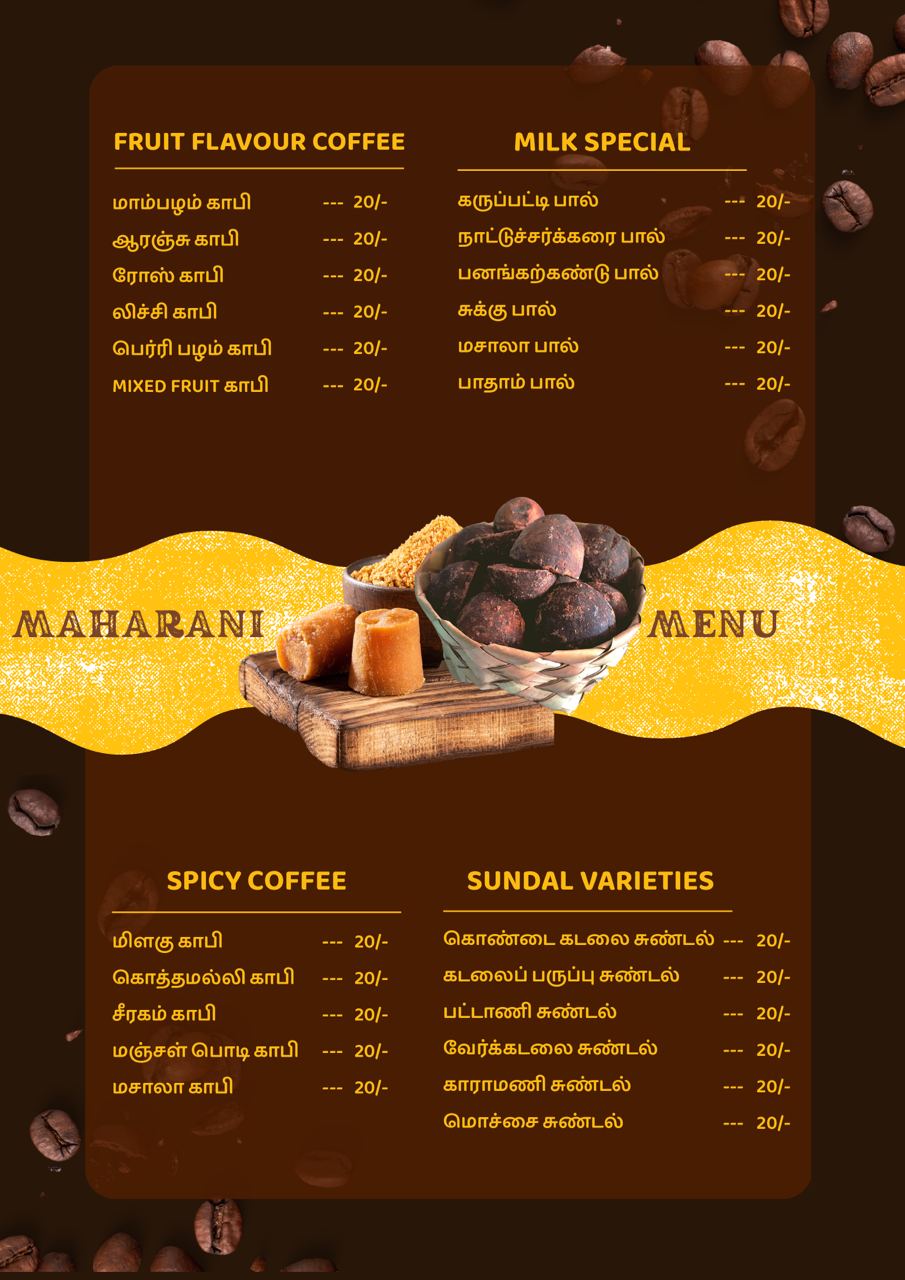 FRUIT FLAVOUR COFFEE
மாம்பழம் காபி --- 20/-
ஆரஞ்சு காபி --- 20/-
ரோஸ் காபி --- 20/-
லிச்சி காபி --- 20/-
பெர்ரி பழம் காபி --- 20/-
MIXED FRUIT காபி --- 20/-
MILK SPECIAL
கருப்பட்டி பால் --- 20/-
நாட்டுச்சர்க்கரை பால் --- 20/-
பனங்கற்கண்டு பால் --- 20/-
சுக்கு பால் --- 20/-
மசாலா பால் --- 20/-
பாதாம் பால் --- 20/-
MAHARANI MENU
SPICY COFFEE
மிளகு காபி --- 20/-
கொத்தமல்லி காபி --- 20/-
சீரகம் காபி --- 20/-
மஞ்சள் பொடி காபி --- 20/-
மசாலா காபி --- 20/-
SUNDAL VARIETIES
கொண்டை கடலை சுண்டல் --- 20/-
கடலைப் பருப்பு சுண்டல் --- 20/-
பட்டாணி சுண்டல் --- 20/-
வேர்க்கடலை சுண்டல் --- 20/-
காராமணி சுண்டல் --- 20/-
மொச்சை சுண்டல் --- 20/-